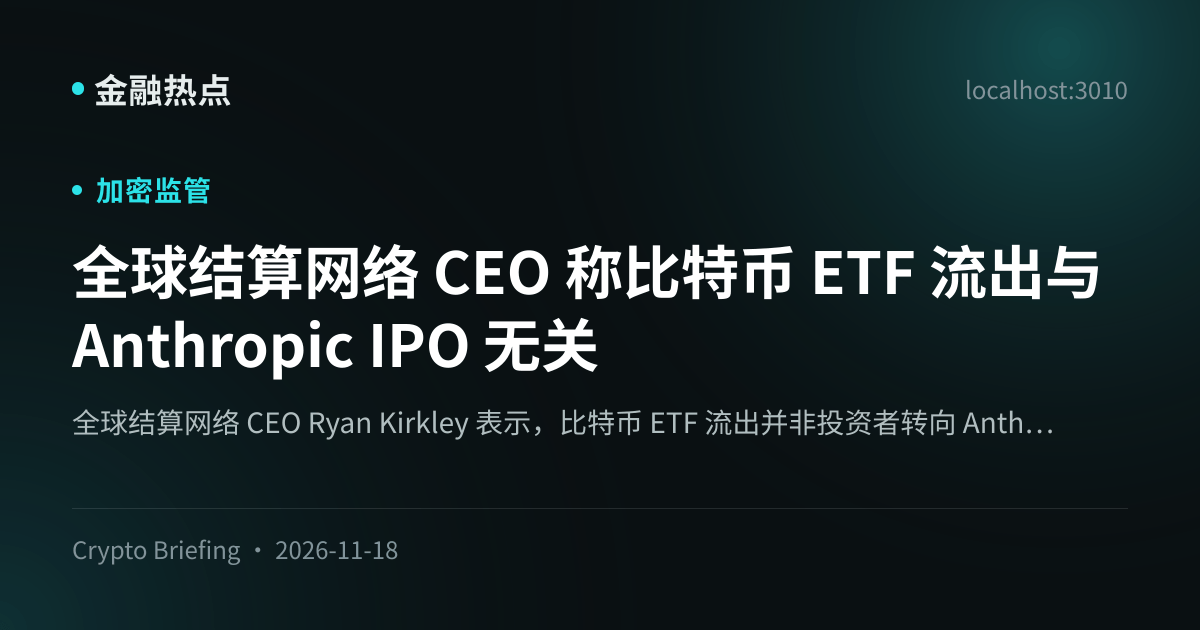 金融热点
localhost:3010
加密监管
全球结算网络 CEO 称比特币 ETF 流出与
Anthropic IPO 无关
全球结算网络 CEO Ryan Kirkley 表示，比特币 ETF 流出并非投资者转向 Anth…
Crypto Briefing · 2026-11-18